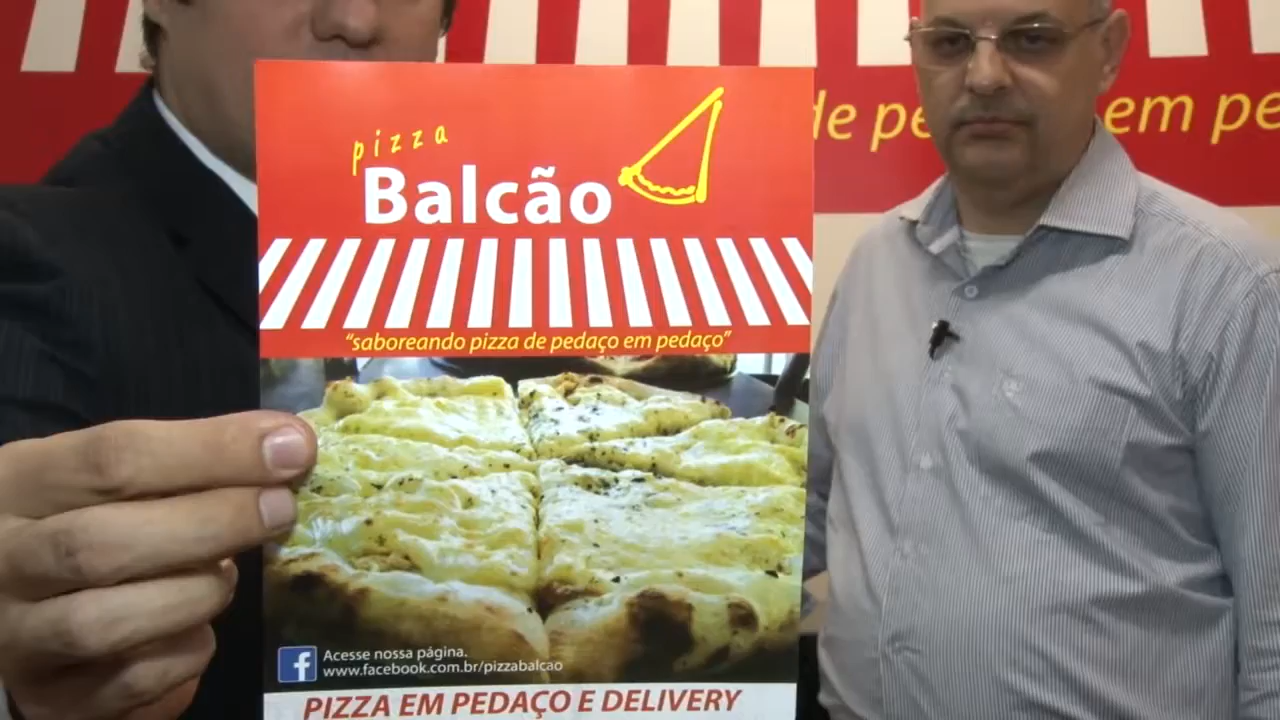 pizza
Balcão
"saboreando pizza de pedaço em pedaço"
de pe em pe
Acesse nossa página.
www.facebook.com.br/pizzabalcao
PIZZA EM PEDAÇO E DELIVERY